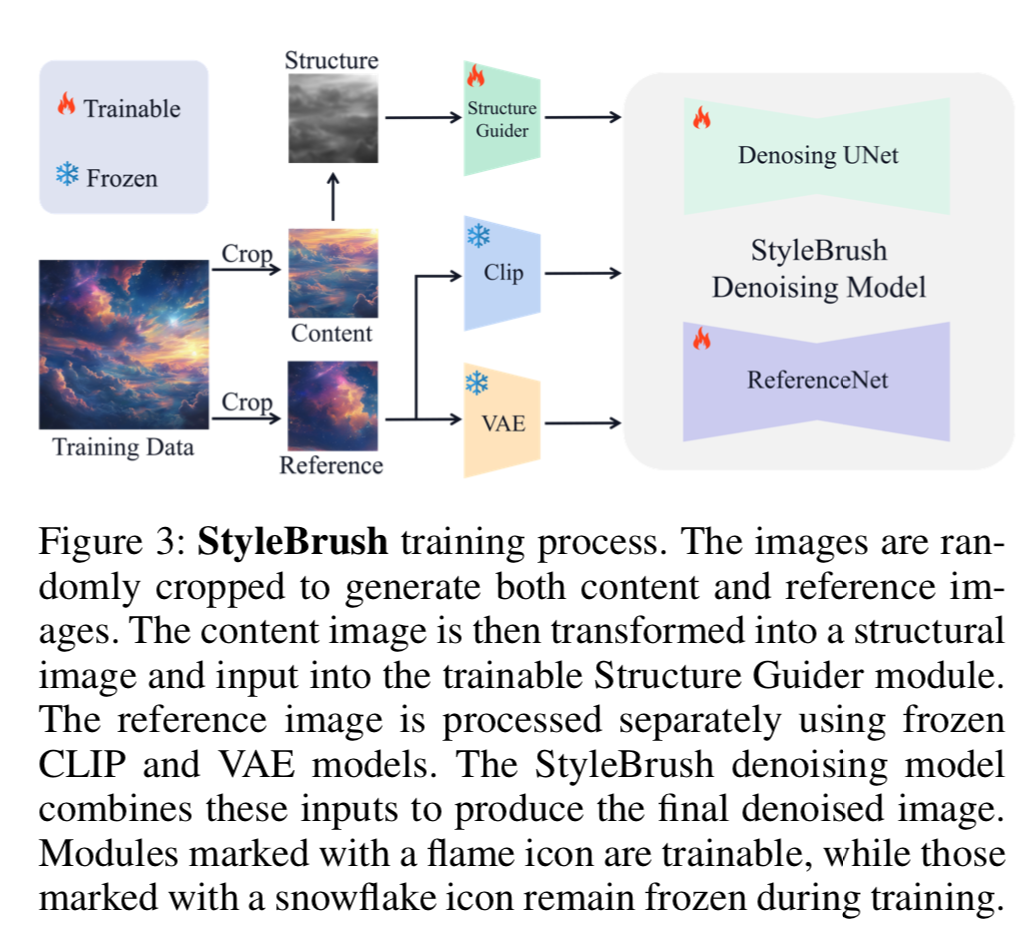 Structure
Trainable
Structure
Guider
Denosing UNet
Frozen
Crop
Clip
StyleBrush
Denoising Model
Content
ReferenceNet
Crop
VAE
Training Data
Reference
Figure 3: StyleBrush training process. The images are ran-
domly cropped to generate both content and reference im-
ages. The content image is then transformed into a structural
image and input into the trainable Structure Guider module.
The reference image is processed separately using frozen
CLIP and VAE models. The StyleBrush denoising model
combines these inputs to produce the final denoised image.
Modules marked with a flame icon are trainable, while those
marked with a snowflake icon remain frozen during training.